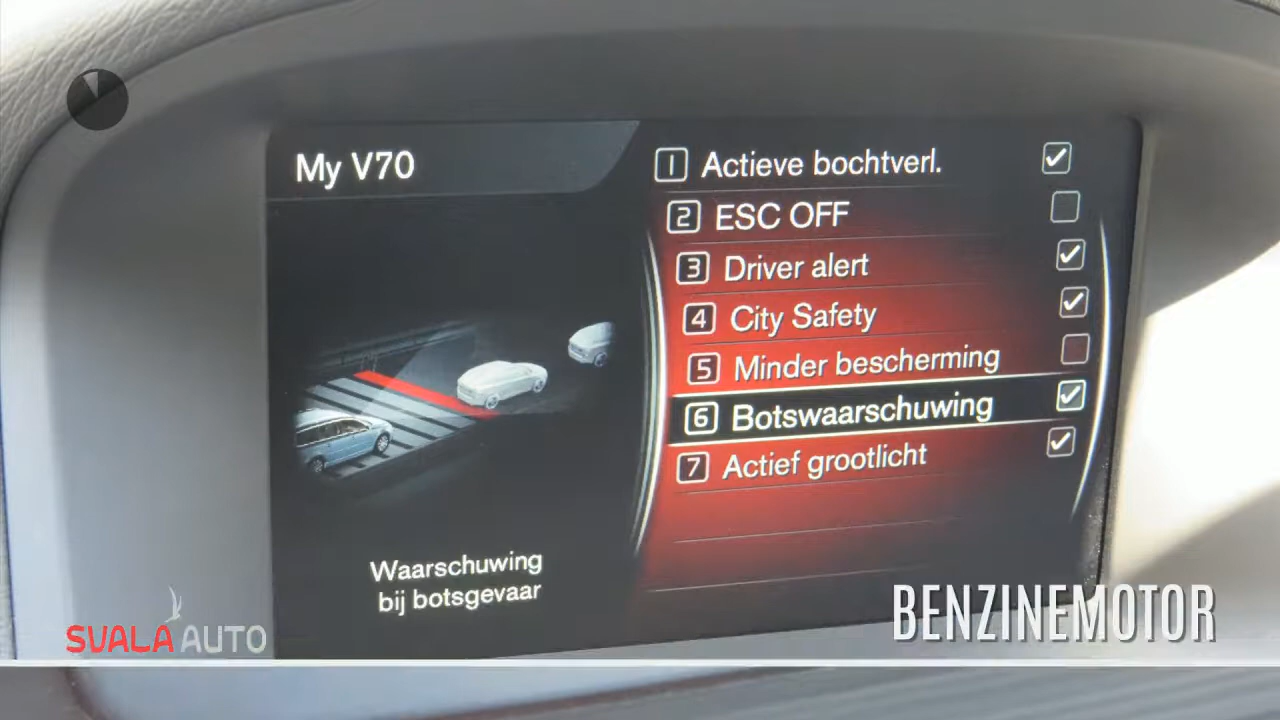 My V70
1 Actieve bochtverl.
2 ESC OFF
3 Driver alert
4 City Safety
5 Minder bescherming
6 Botswaarschuwing
7 Actief grootlicht
Waarschuwing
bij botsgevaar
SVALA AUTO
BENZINEMOTOR